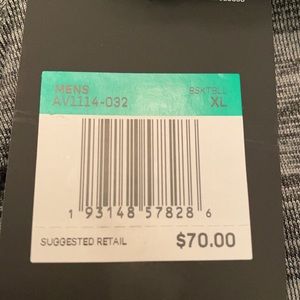 MENS BSKTBLL
AV1114-032 XL
1 93148 57828 6
SUGGESTED RETAIL $70.00